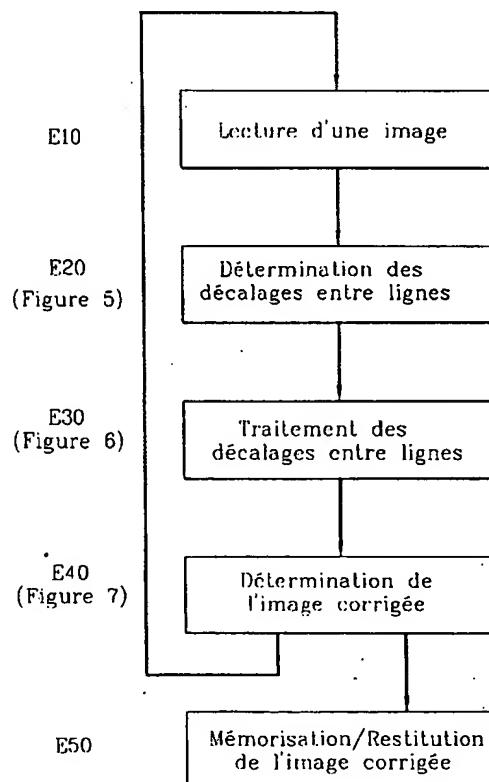 E10
Lecture d'une image
E20
(Figure 5)
Détermination des
décalages entre lignes
E30
(Figure 6)
Traitement des
décalages entre lignes
E40
(Figure 7)
Détermination de
l'image corrigée
E50
Mémorisation/Restitution
de l'image corrigée